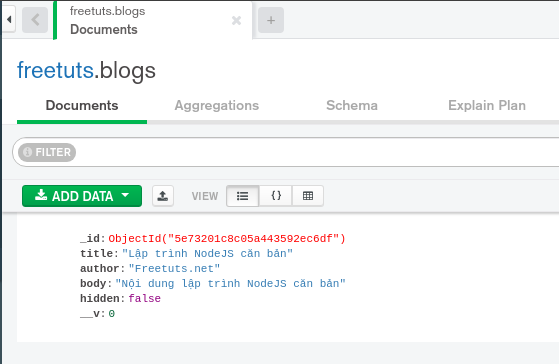 freetuts.blogs
Documents
freetuts.blogs
Documents Aggregations Schema Explain Plan
FILTER
ADD DATA VIEW { }
_id: ObjectId("5e73201c8c05a443592ec6df")
title: "Lập trình NodeJS căn bản"
author: "Freetuts.net"
body: "Nội dung lập trình NodeJS căn bản"
hidden: false
__v: 0